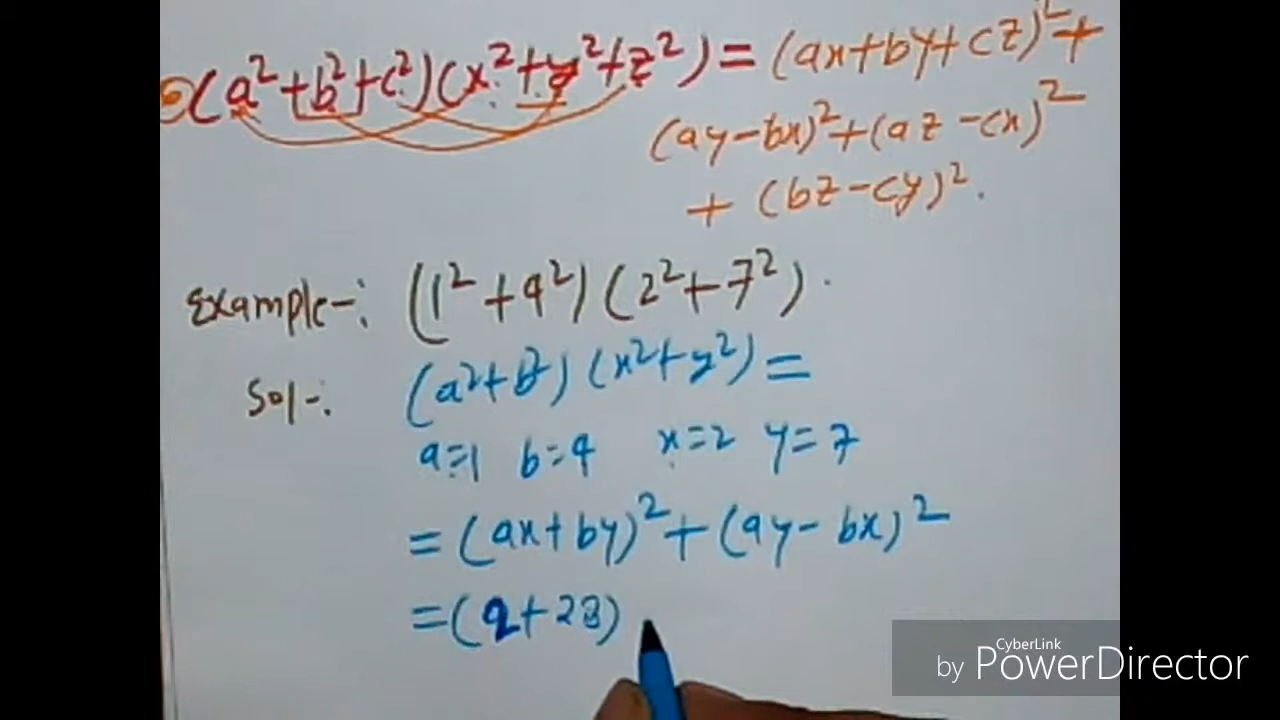 (a²+b²+c²)(x²+y²+z²) = (ax+by+cz)²+
(ay-bx)²+(az-cx)²
+ (bz-cy)².
Example-: (1²+4²)(2²+7²).
Sol-: (a²+b²)(x²+y²) =
a=1 b=4 x=2 y=7
= (ax+by)²+(ay-bx)²
= (2+28)
CyberLink
by PowerDirector